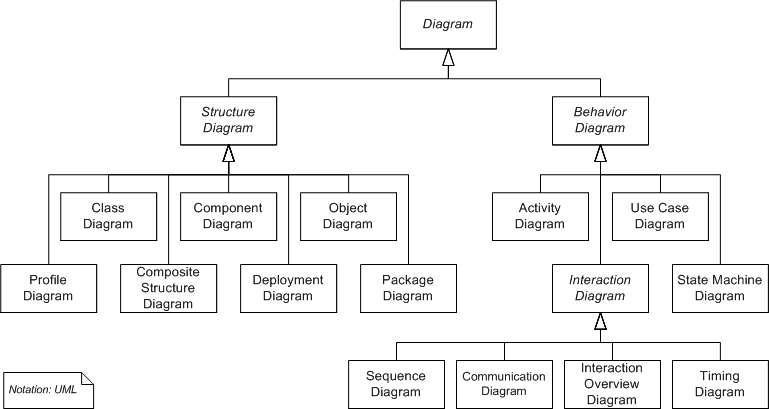 Diagram
Structure
Diagram
Behavior
Diagram
Class
Diagram
Component
Diagram
Object
Diagram
Activity
Diagram
Use Case
Diagram
Profile
Diagram
Composite
Structure
Diagram
Deployment
Diagram
Package
Diagram
Interaction
Diagram
State Machine
Diagram
Sequence
Diagram
Communication
Diagram
Interaction
Overview
Diagram
Timing
Diagram
Notation: UML